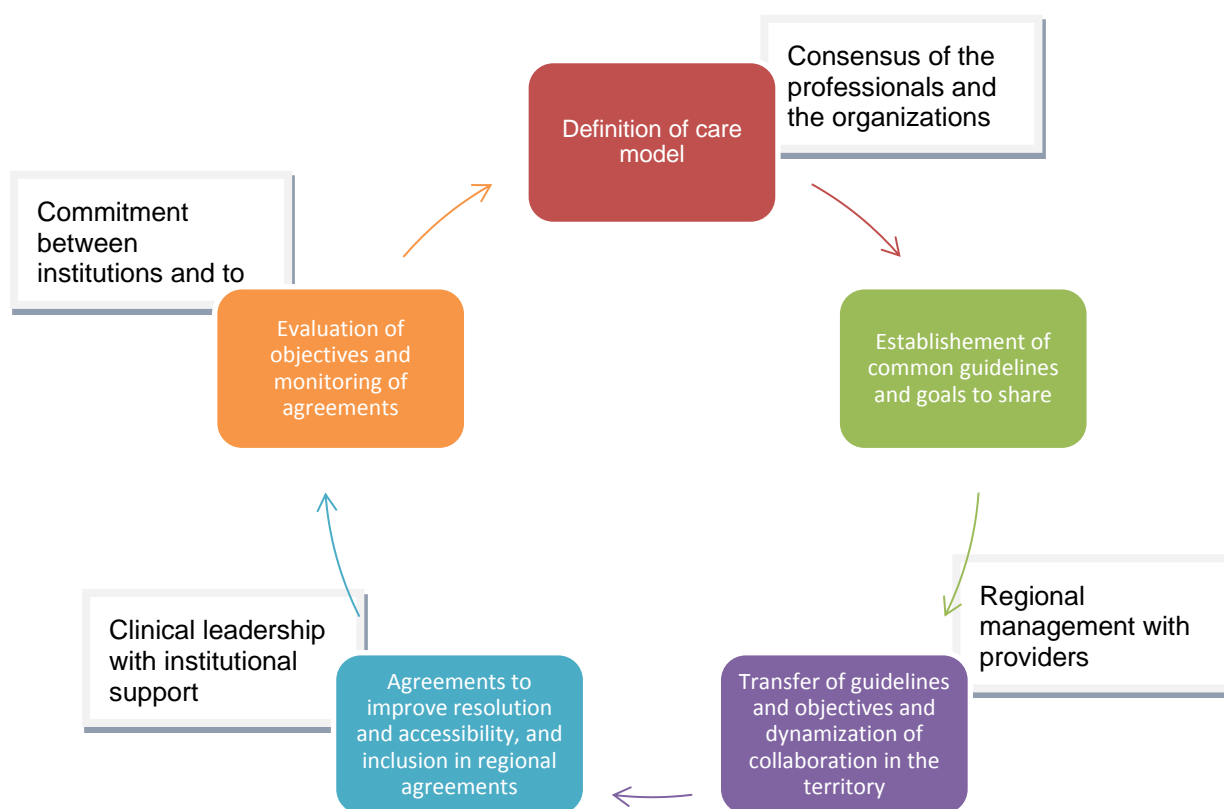 Definition of care
model
Consensus of the
professionals and
the organizations
Establishement of
common guidelines
and goals to share
Regional
management with
providers
Transfer of guidelines
and objectives and
dynamization of
collaboration in the
territory
Agreements to
improve resolution
and accessibility, and
inclusion in regional
agreements
Clinical leadership
with institutional
support
Evaluation of
objectives and
monitoring of
agreements
Commitment
between
institutions and to